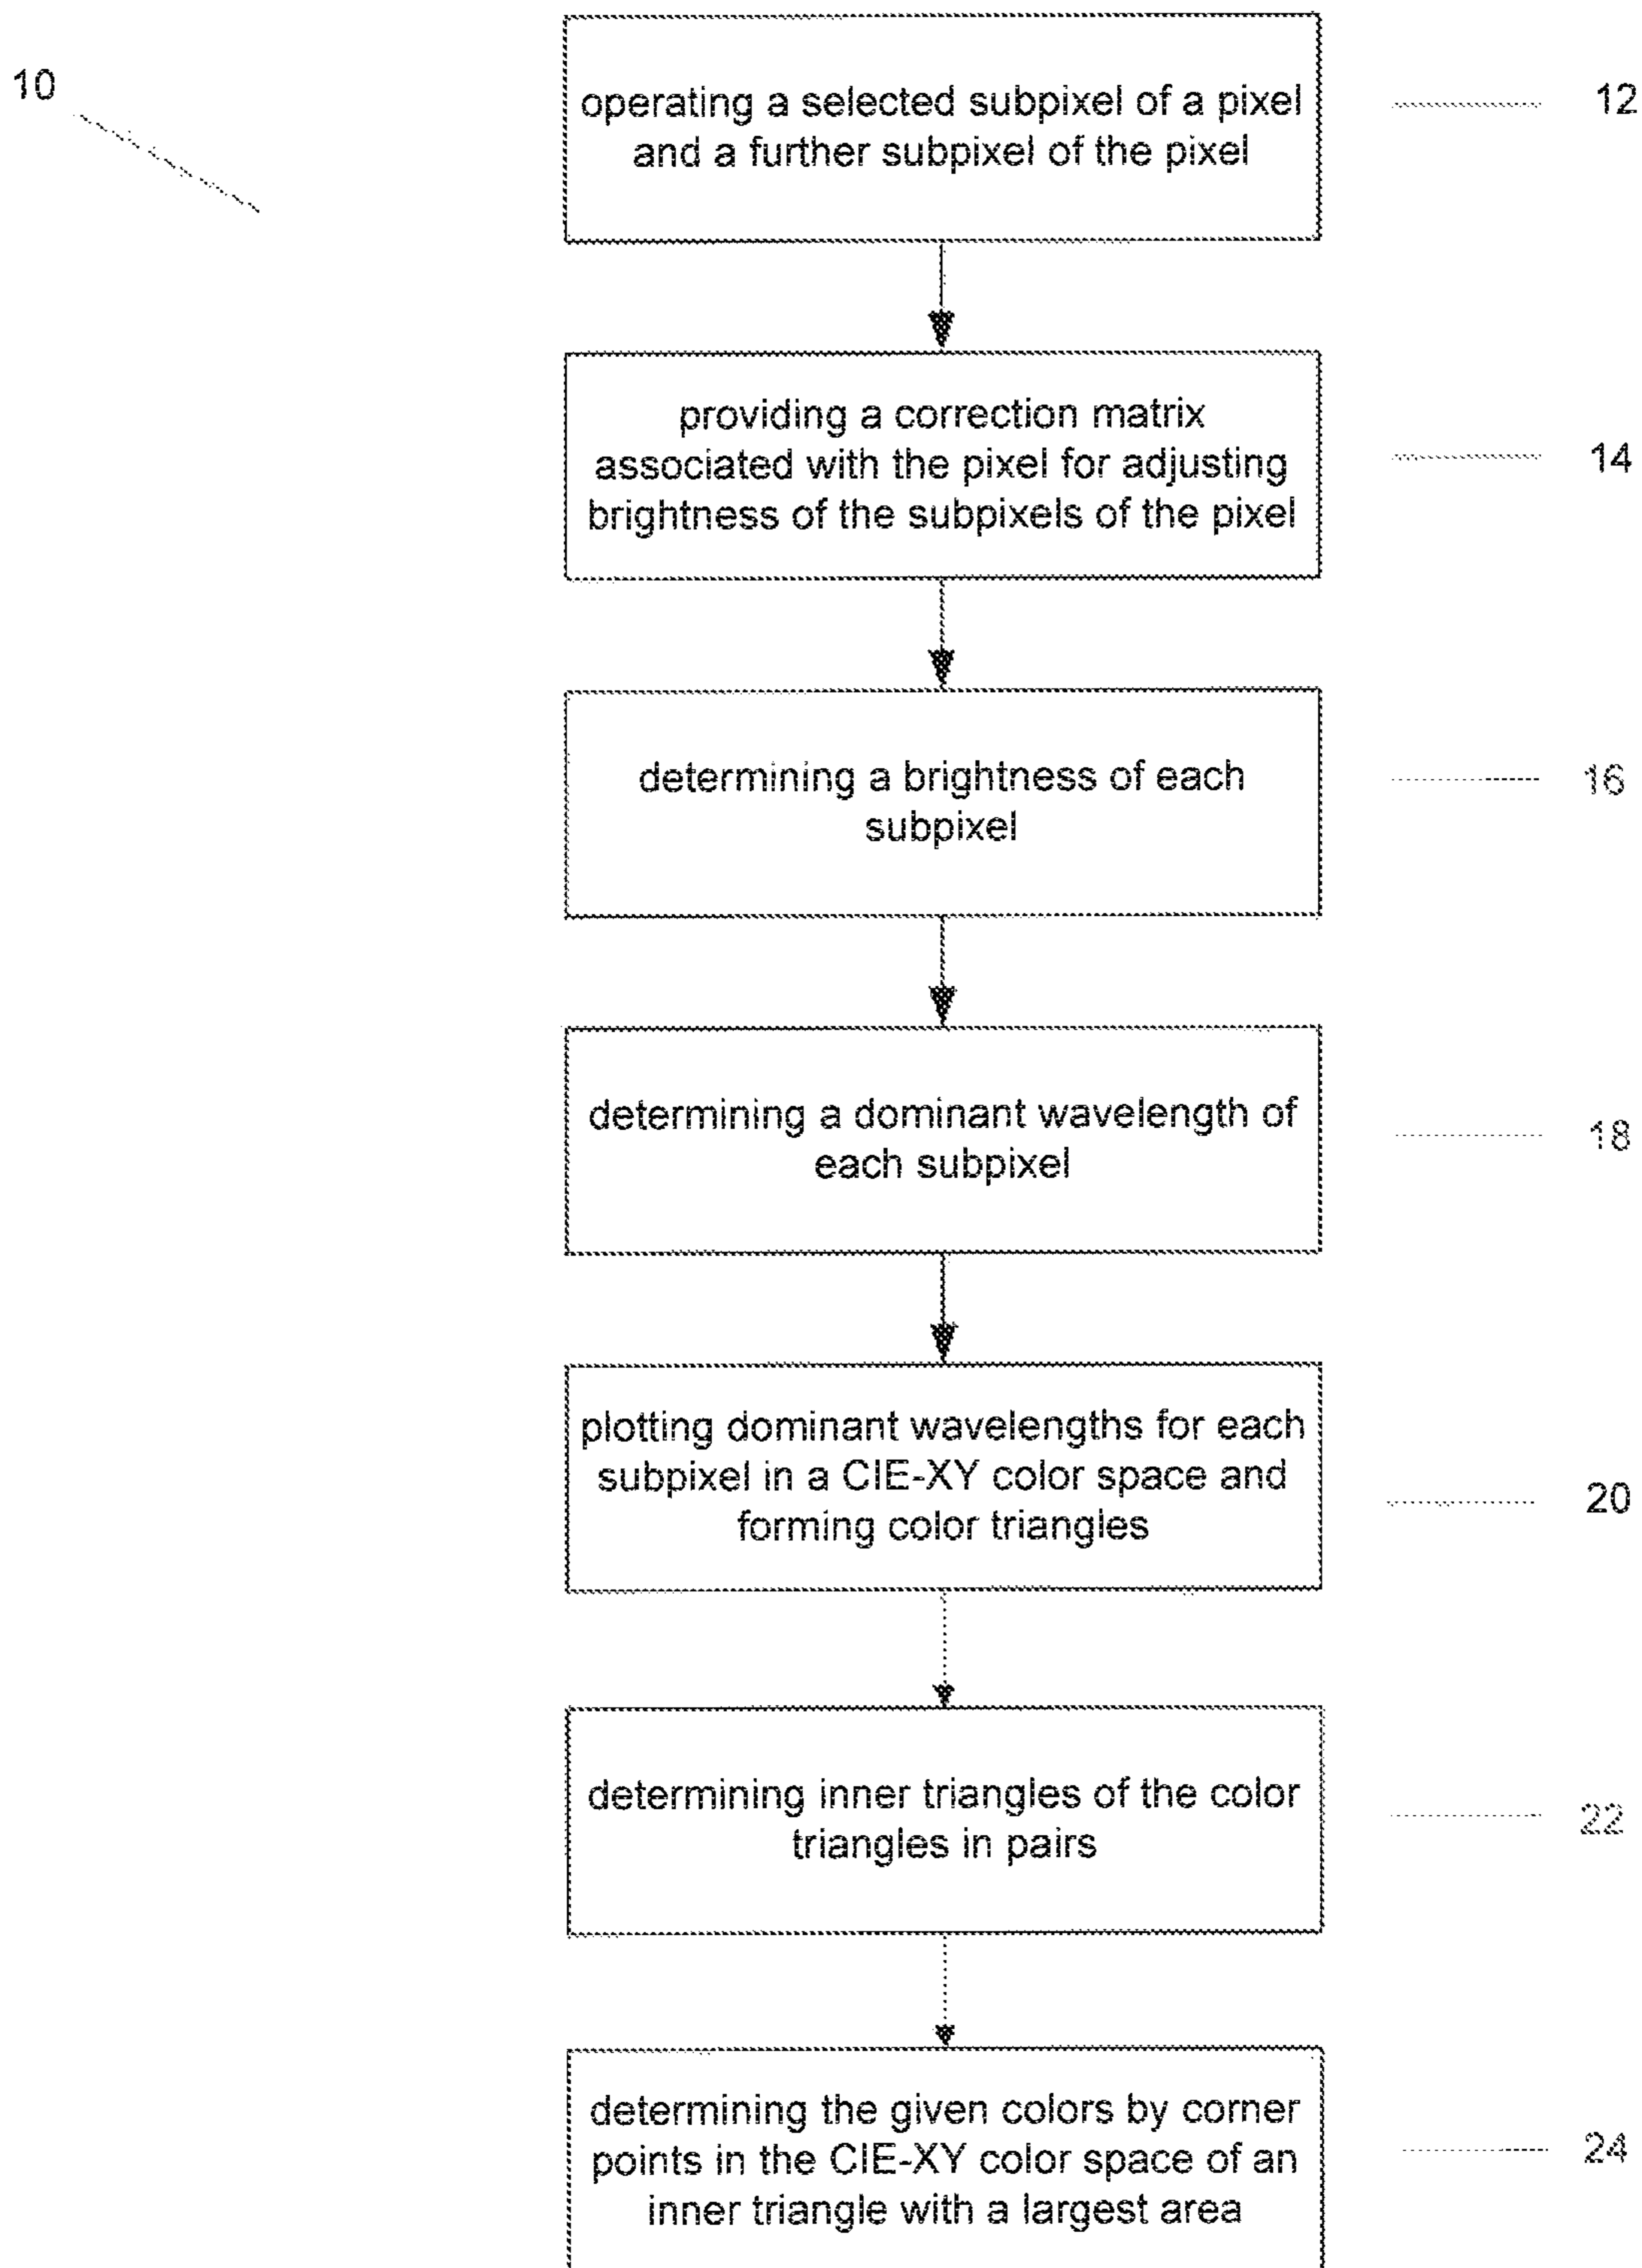 10
operating a selected subpixel of a pixel
and a further subpixel of the pixel
12
providing a correction matrix
associated with the pixel for adjusting
brightness of the subpixels of the pixel
14
determining a brightness of each
subpixel
16
determining a dominant wavelength of
each subpixel
18
plotting dominant wavelengths for each
subpixel in a CIE-XY color space and
forming color triangles
20
determining inner triangles of the color
triangles in pairs
22
determining the given colors by corner
points in the CIE-XY color space of an
inner triangle with a largest area
24